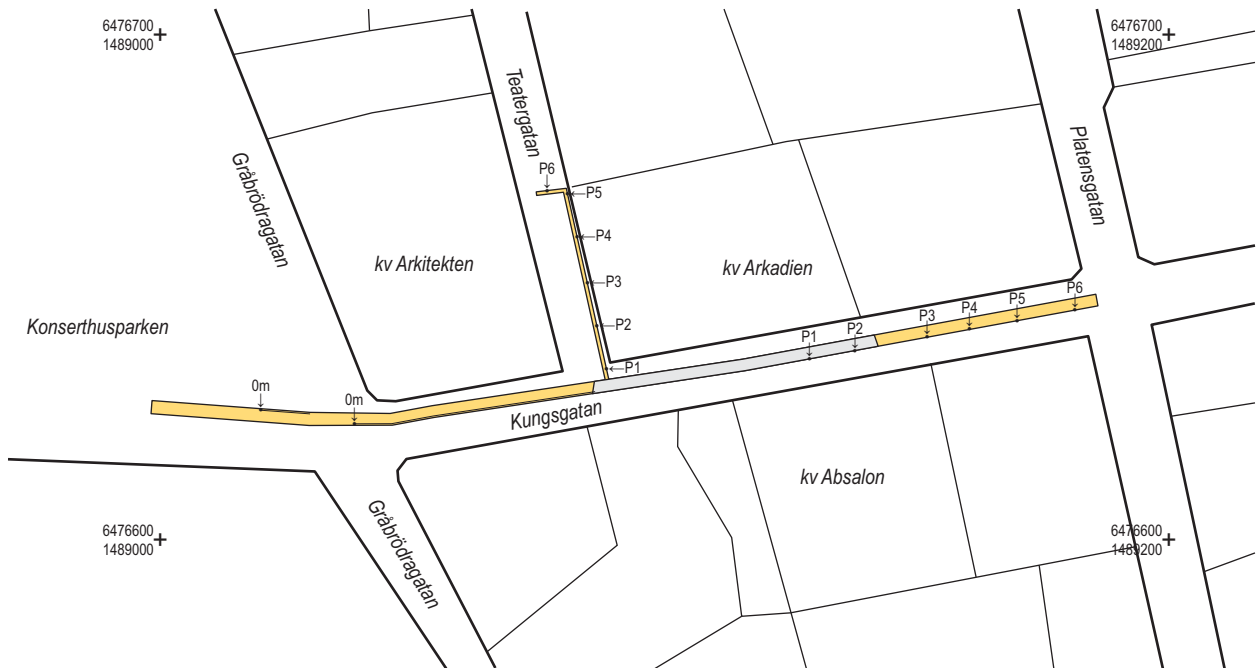 6476700
1489000
6476700
1489200
Teatergatan
Platensgatan
Gråbrödragatan
P6
P5
P4
P3
P2
P1
kv Arkitekten
kv Arkadien
Konserthusparken
P1
P2
P3
P4
P5
P6
0m
0m
Kungsgatan
kv Absalon
Gråbrödragatan
6476600
1489000
6476600
1489200